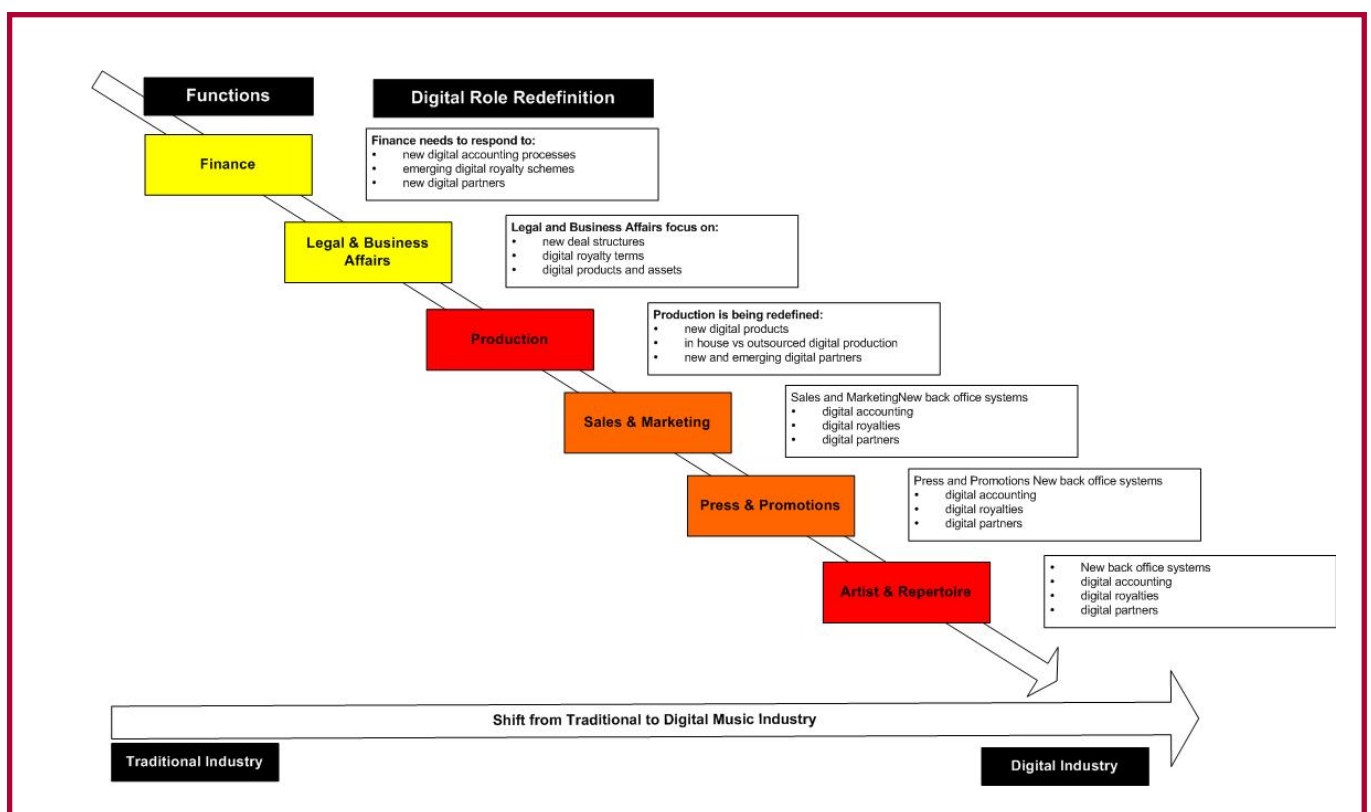 Functions
Digital Role Redefinition
Finance
Finance needs to respond to:
• new digital accounting processes
• emerging digital royalty schemes
• new digital partners
Legal & Business
Affairs
Legal and Business Affairs focus on:
• new deal structures
• digital royalty terms
• digital products and assets
Production
Production is being redefined:
• new digital products
• in house vs outsourced digital production
• new and emerging digital partners
Sales & Marketing
Sales and MarketingNew back office systems
• digital accounting
• digital royalties
• digital partners
Press & Promotions
Press and Promotions New back office systems
• digital accounting
• digital royalties
• digital partners
Artist & Repertoire
• New back office systems
• digital accounting
• digital royalties
• digital partners
Shift from Traditional to Digital Music Industry
Traditional Industry
Digital Industry